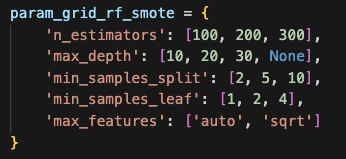 param_grid_rf_smote = {
    'n_estimators': [100, 200, 300],
    'max_depth': [10, 20, 30, None],
    'min_samples_split': [2, 5, 10],
    'min_samples_leaf': [1, 2, 4],
    'max_features': ['auto', 'sqrt']
}